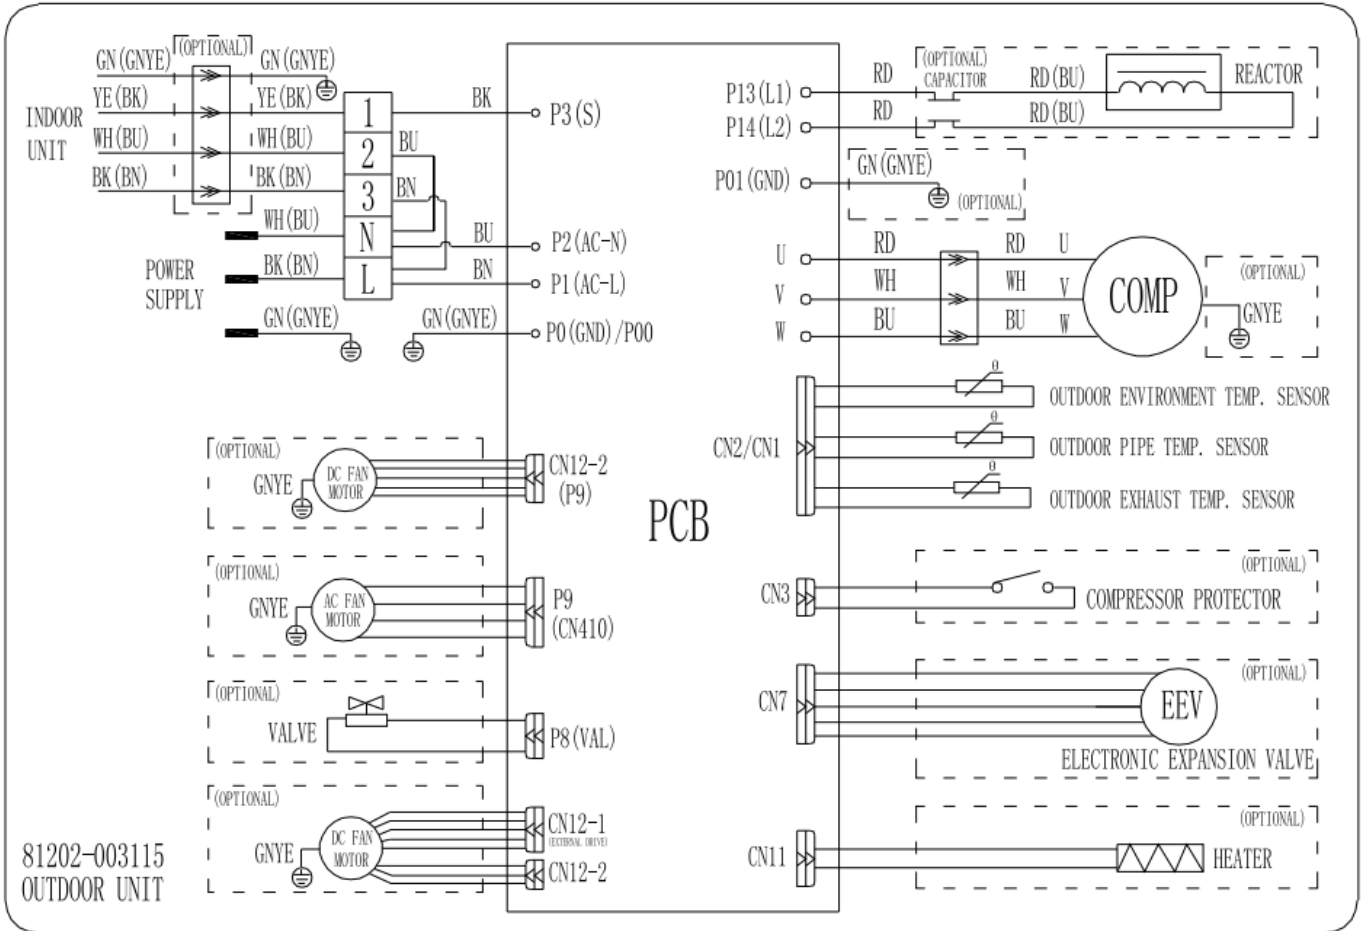 (OPTIONAL)
GN(GNYE)
GN(GNYE)
YE(BK)
YE(BK)
INDOOR
UNIT
WH(BU)
WH(BU)
BK(BN)
BK(BN)
1
2
3
N
L
BK
BU
BN
BU
BN
P3(S)
P2(AC-N)
P1(AC-L)
P0(GND)/P00
WH(BU)
POWER
SUPPLY
BK(BN)
GN(GNYE)
GN(GNYE)
(OPTIONAL)
GNYE
DC FAN
MOTOR
CN12-2
(P9)
(OPTIONAL)
GNYE
AC FAN
MOTOR
P9
(CN410)
(OPTIONAL)
VALVE
P8(VAL)
(OPTIONAL)
GNYE
DC FAN
MOTOR
CN12-1
(EXTERNAL DRIVE)
CN12-2
81202-003115
OUTDOOR UNIT
PCB
P13(L1)
RD
(OPTIONAL)
CAPACITOR
RD(BU)
REACTOR
P14(L2)
RD
RD(BU)
P01(GND)
GN(GNYE)
(OPTIONAL)
U
RD
RD
U
V
WH
WH
V
W
BU
BU
W
COMP
(OPTIONAL)
GNYE
CN2/CN1
θ
OUTDOOR ENVIRONMENT TEMP. SENSOR
θ
OUTDOOR PIPE TEMP. SENSOR
θ
OUTDOOR EXHAUST TEMP. SENSOR
CN3
(OPTIONAL)
COMPRESSOR PROTECTOR
CN7
(OPTIONAL)
EEV
ELECTRONIC EXPANSION VALVE
CN11
(OPTIONAL)
HEATER